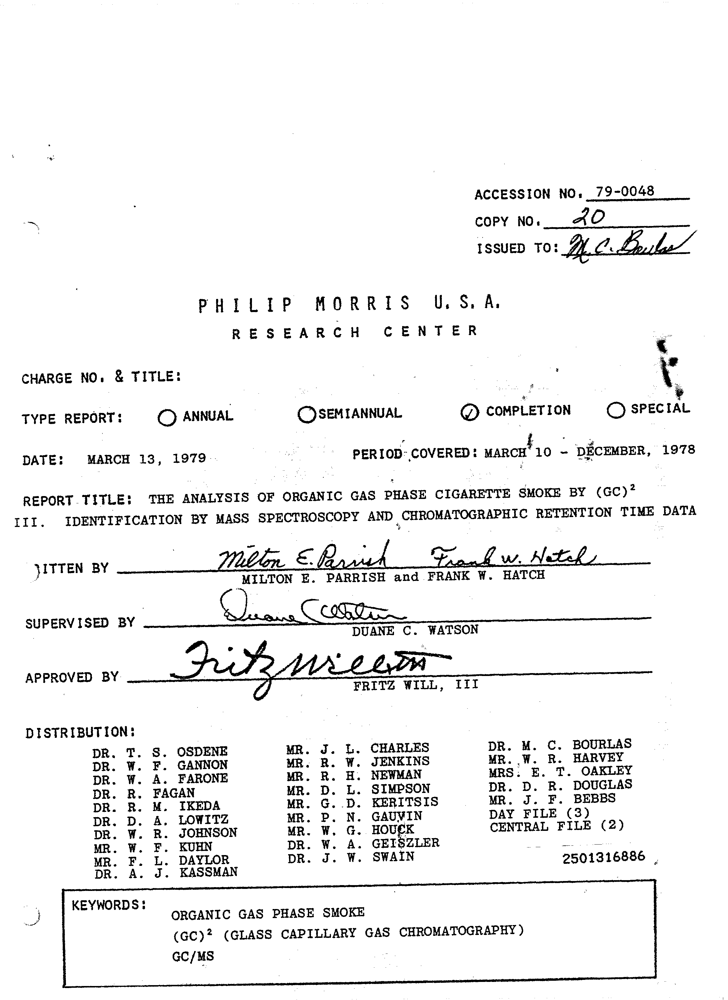 ACCESSION NO. 79-0048
COPY NO. 20
ISSUED TO: M. C. Bourlas
PHILIP MORRIS U.S.A.
RESEARCH CENTER
CHARGE NO. & TITLE:
TYPE REPORT: ANNUAL SEMIANNUAL COMPLETION SPECIAL
DATE: MARCH 13, 1979 PERIOD COVERED: MARCH 10 - DECEMBER, 1978
REPORT TITLE: THE ANALYSIS OF ORGANIC GAS PHASE CIGARETTE SMOKE BY (GC)²
III. IDENTIFICATION BY MASS SPECTROSCOPY AND CHROMATOGRAPHIC RETENTION TIME DATA
ITTEN BY Milton E. Parrish Frank W. Hatch
MILTON E. PARRISH and FRANK W. HATCH
SUPERVISED BY Duane C Watson
DUANE C. WATSON
APPROVED BY Fritz Will
FRITZ WILL, III
DISTRIBUTION:
DR. T. S. OSDENE
DR. W. F. GANNON
DR. W. A. FARONE
DR. R. FAGAN
DR. R. M. IKEDA
DR. D. A. LOWITZ
DR. W. R. JOHNSON
MR. W. F. KUHN
MR. F. L. DAYLOR
DR. A. J. KASSMAN
MR. J. L. CHARLES
MR. R. W. JENKINS
MR. R. H. NEWMAN
MR. D. L. SIMPSON
MR. G. D. KERITSIS
MR. P. N. GAUVIN
MR. W. G. HOUCK
DR. W. A. GEISZLER
DR. J. W. SWAIN
DR. M. C. BOURLAS
MR. W. R. HARVEY
MRS. E. T. OAKLEY
DR. D. R. DOUGLAS
MR. J. F. BEBBS
DAY FILE (3)
CENTRAL FILE (2)
2501316886
KEYWORDS:
ORGANIC GAS PHASE SMOKE
(GC)² (GLASS CAPILLARY GAS CHROMATOGRAPHY)
GC/MS